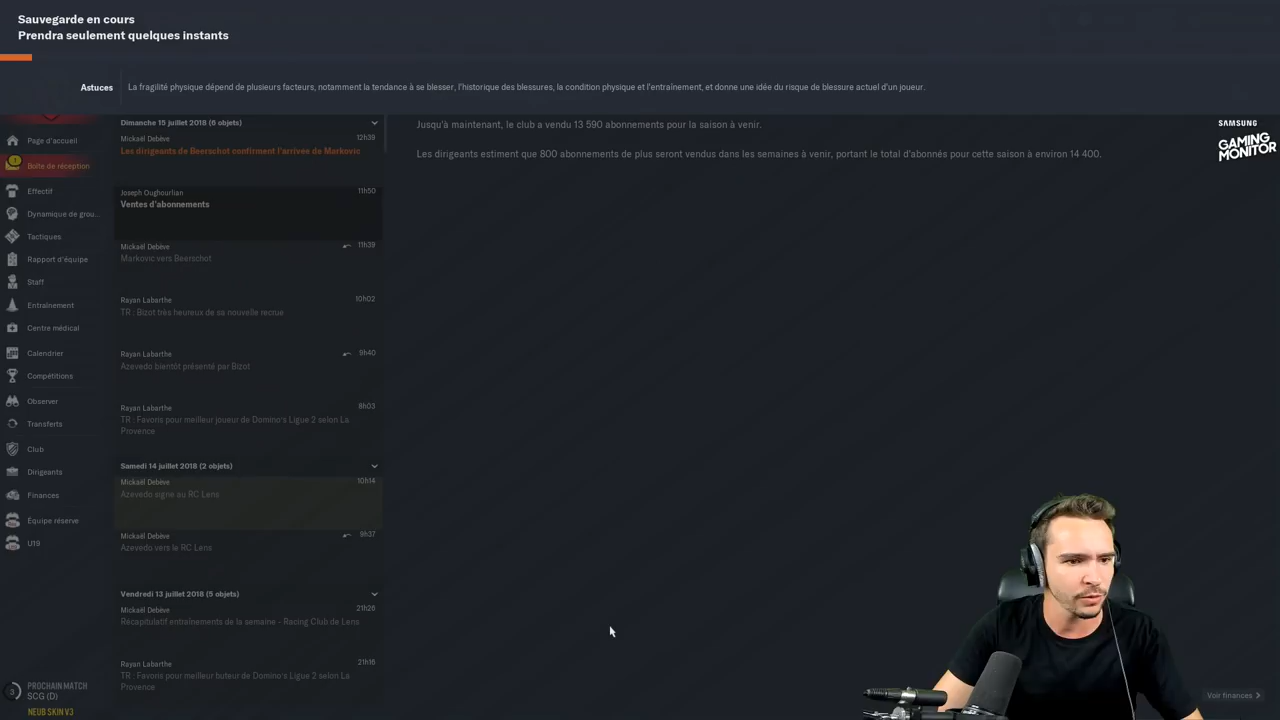 Sauvegarde en cours
Prendra seulement quelques instants
Astuces
La fragilité physique dépend de plusieurs facteurs, notamment la tendance à se blesser, l'historique des blessures, la condition physique et l'entraînement, et donne une idée du risque de blessure actuel d'un joueur.
Page d'accueil
Boîte de réception
Effectif
Dynamique de grou...
Tactiques
Rapport d'équipe
Staff
Entraînement
Centre médical
Calendrier
Compétitions
Observer
Transferts
Club
Dirigeants
Finances
Équipe réserve
U19
3
PROCHAIN MATCH
SCG (D)
NEUB SKIN V3
Dimanche 15 juillet 2018 (6 objets)
Mickaël Debève 12h39
Les dirigeants de Beerschot confirment l'arrivée de Markovic
Joseph Oughourlian 11h50
Ventes d'abonnements
Mickaël Debève 11h39
Markovic vers Beerschot
Rayan Labarthe 10h02
TR : Bizot très heureux de sa nouvelle recrue
Rayan Labarthe 9h40
Azevedo bientôt présenté par Bizot
Rayan Labarthe 8h03
TR : Favoris pour meilleur joueur de Domino's Ligue 2 selon La
Provence
Samedi 14 juillet 2018 (2 objets)
Mickaël Debève 10h14
Azevedo signe au RC Lens
Mickaël Debève 9h37
Azevedo vers le RC Lens
Vendredi 13 juillet 2018 (5 objets)
Mickaël Debève 21h26
Récapitulatif entraînements de la semaine - Racing Club de Lens
Rayan Labarthe 21h16
TR : Favoris pour meilleur buteur de Domino's Ligue 2 selon La
Provence
Jusqu'à maintenant, le club a vendu 13 590 abonnements pour la saison à venir.
Les dirigeants estiment que 800 abonnements de plus seront vendus dans les semaines à venir, portant le total d'abonnés pour cette saison à environ 14 400.
SAMSUNG
GAMING
MONITOR
Voir finances